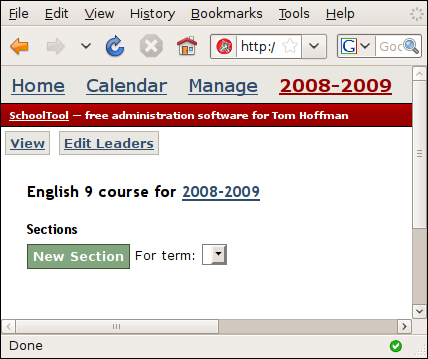 File Edit View History Bookmarks Tools Help
http:/ G Goo
Home Calendar Manage 2008-2009
SchoolTool — free administration software for Tom Hoffman
View Edit Leaders
English 9 course for 2008-2009
Sections
New Section For term:
Done